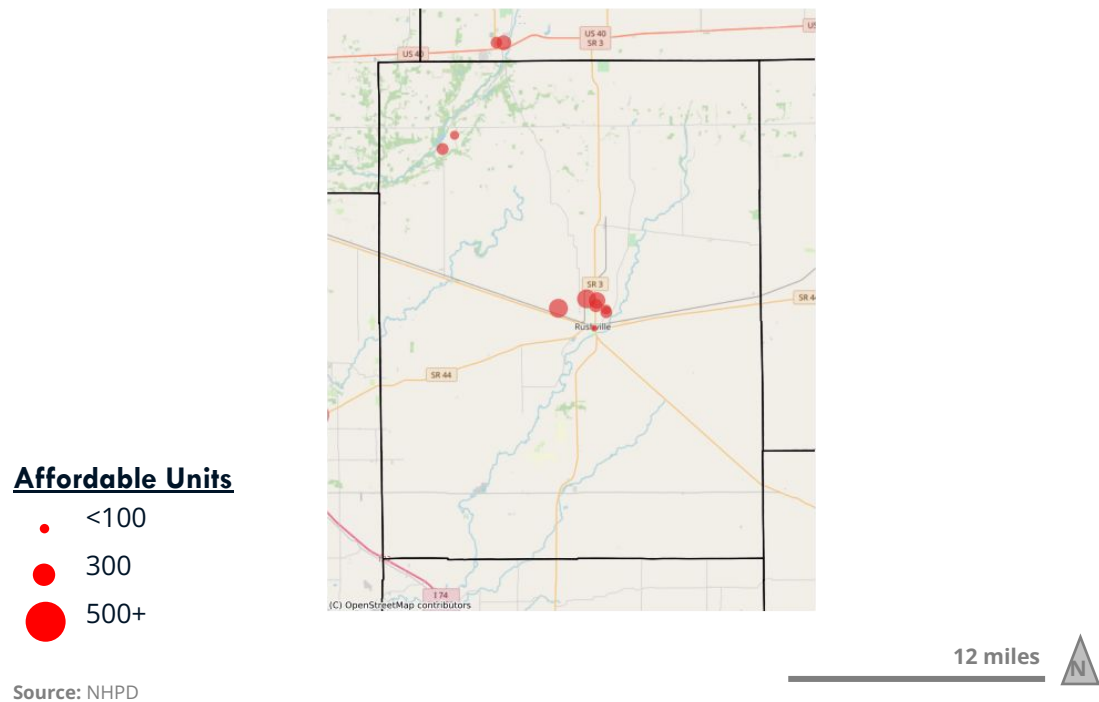 US 40
SR 3
US
US 40
SR 3
SR 4
Rushville
SR 44
Affordable Units
<100
300
500+
I 74
(C) OpenStreetMap contributors
12 miles
N
Source: NHPD